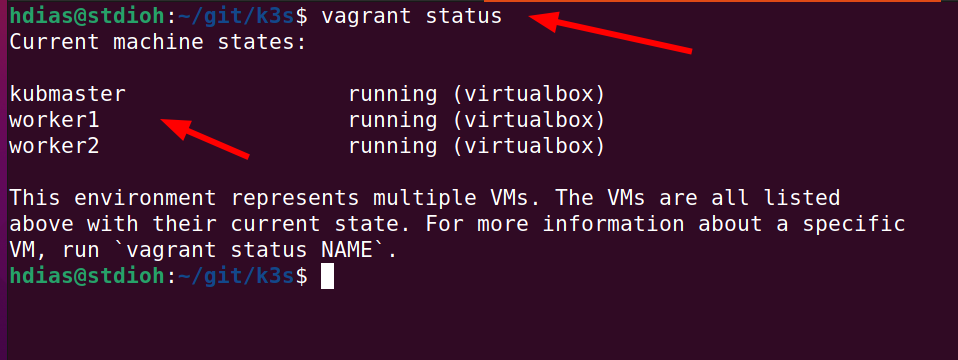 hdias@stdioh:~/git/k3s$ vagrant status
Current machine states:
kubmaster                 running (virtualbox)
worker1                   running (virtualbox)
worker2                   running (virtualbox)
This environment represents multiple VMs. The VMs are all listed
above with their current state. For more information about a specific
VM, run `vagrant status NAME`.
hdias@stdioh:~/git/k3s$